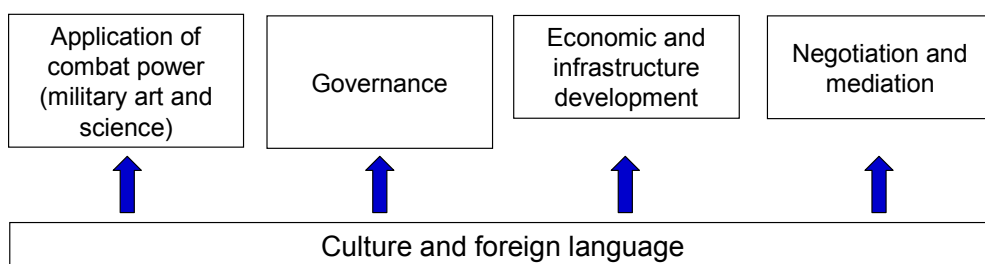 Application of
combat power
(military art and
science)
Governance
Economic and
infrastructure
development
Negotiation and
mediation
Culture and foreign language